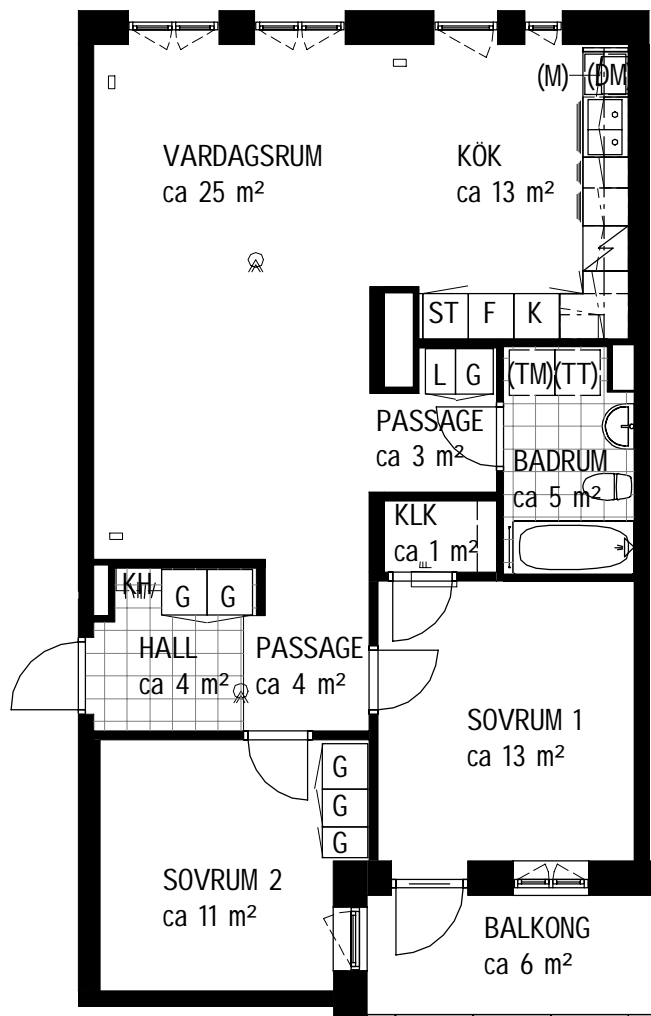 (M) (DM)
VARDAGSRUM
ca 25 m²
KÖK
ca 13 m²
ST F K
L G
(TM) (TT)
PASSAGE
ca 3 m²
BADRUM
ca 5 m²
KLK
ca 1 m²
KH G G
HALL
ca 4 m²
PASSAGE
ca 4 m²
SOVRUM 1
ca 13 m²
G
G
G
SOVRUM 2
ca 11 m²
BALKONG
ca 6 m²